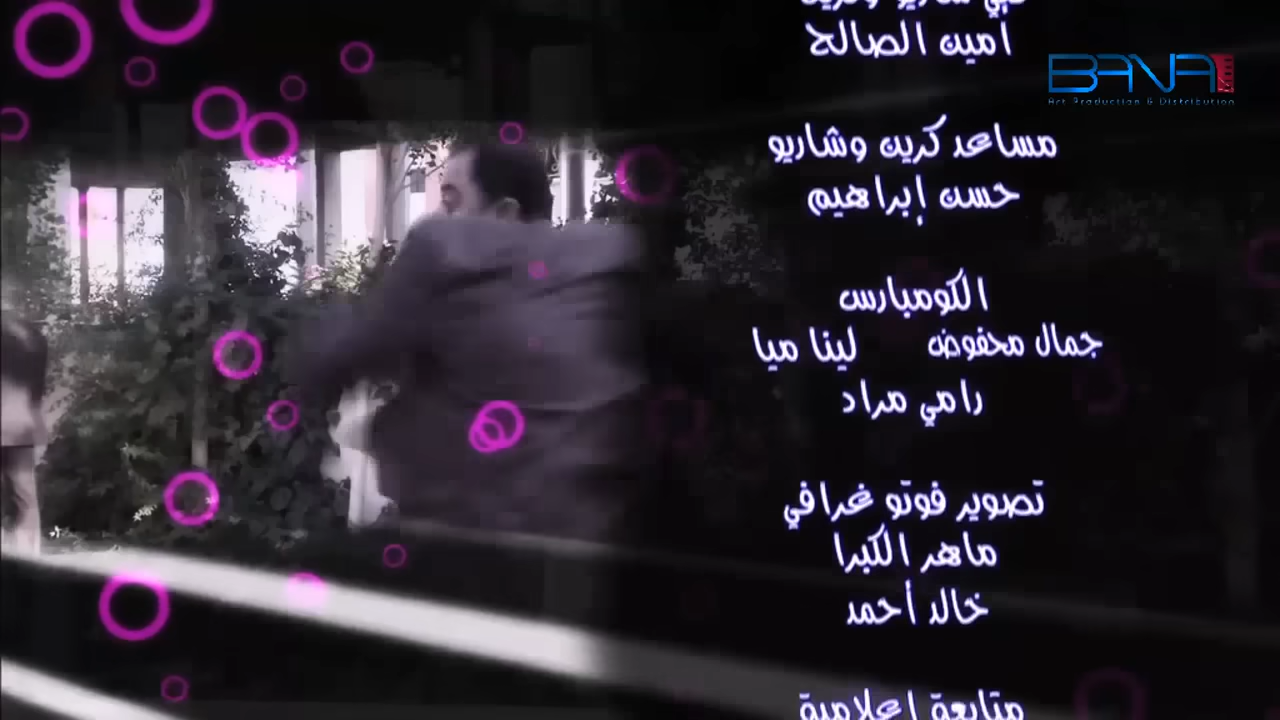 أمين الصالح
BANA
Art Production & Distribution
مساعد كرين وشاريو
حسن إبراهيم
الكومبارس
جمال محفوض لينا ميا
رامي مراد
تصوير فوتو غرافي
ماهر الكبرا
خالد أحمد
متابعة إعلامية